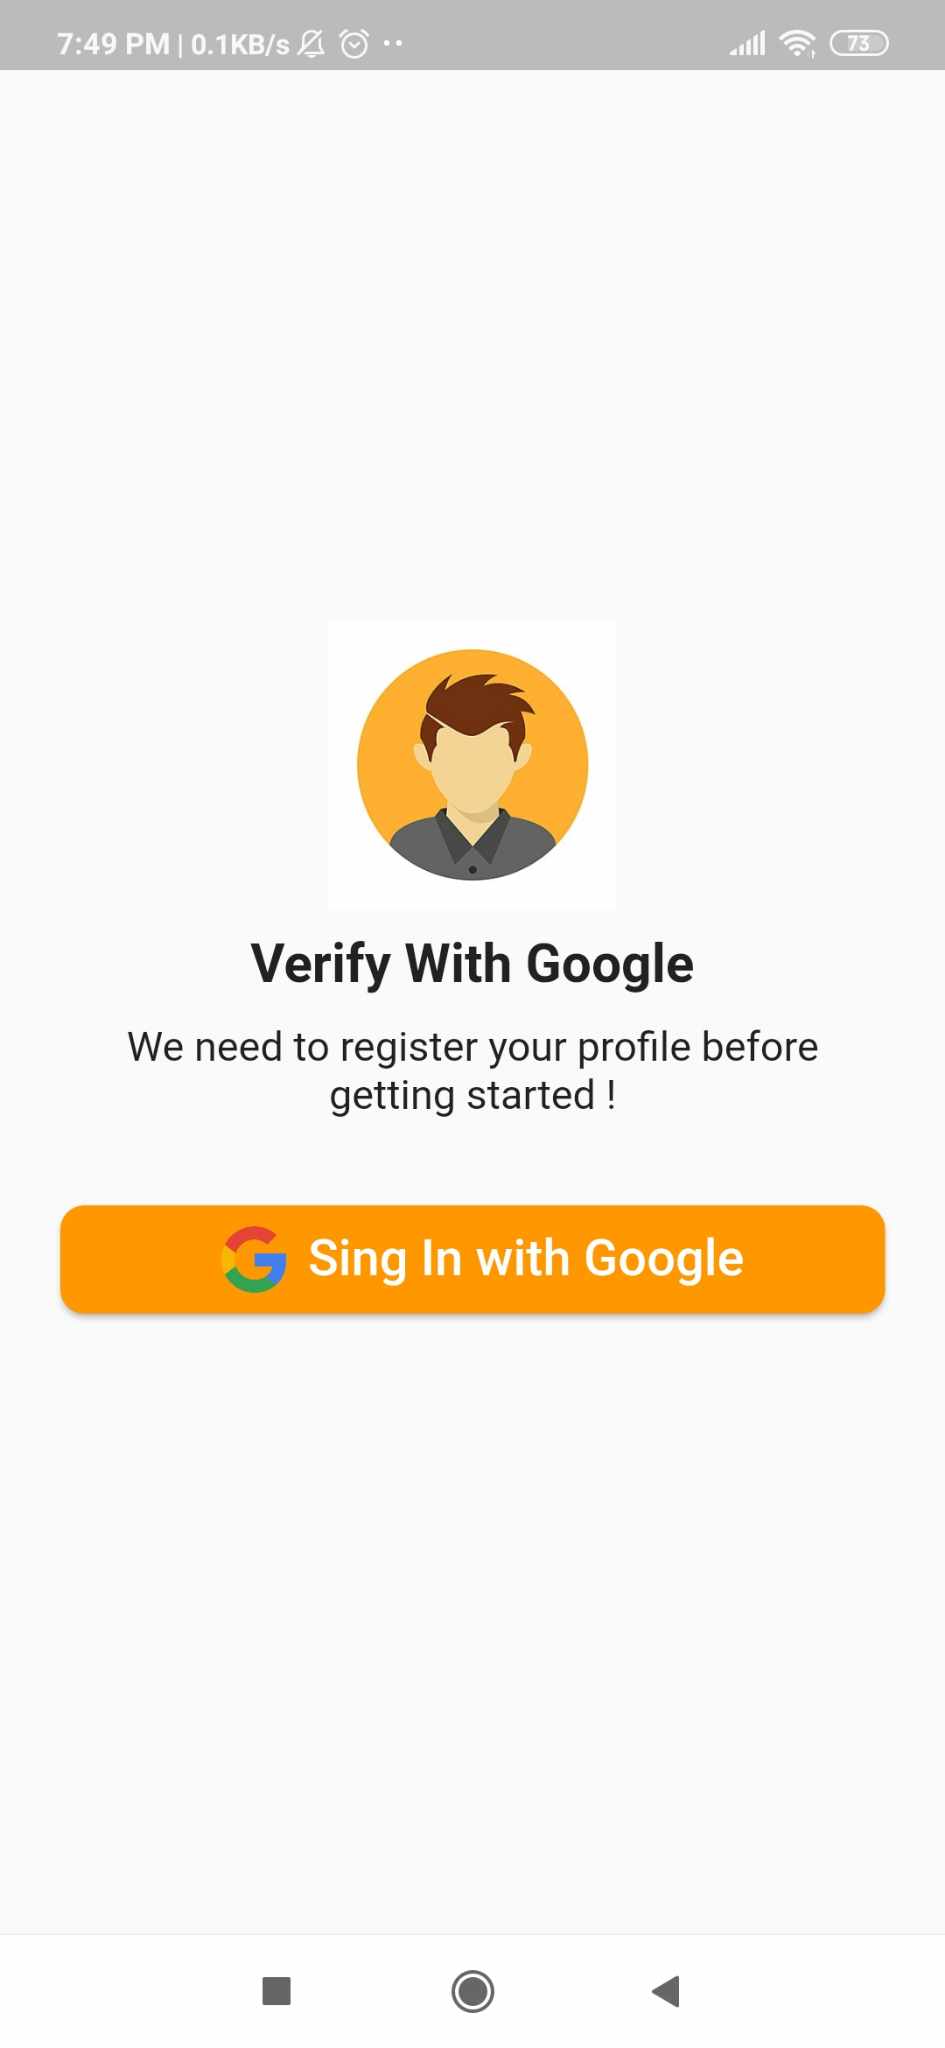 7:49 PM | 0.1KB/s
73
Verify With Google
We need to register your profile before
getting started !
Sing In with Google